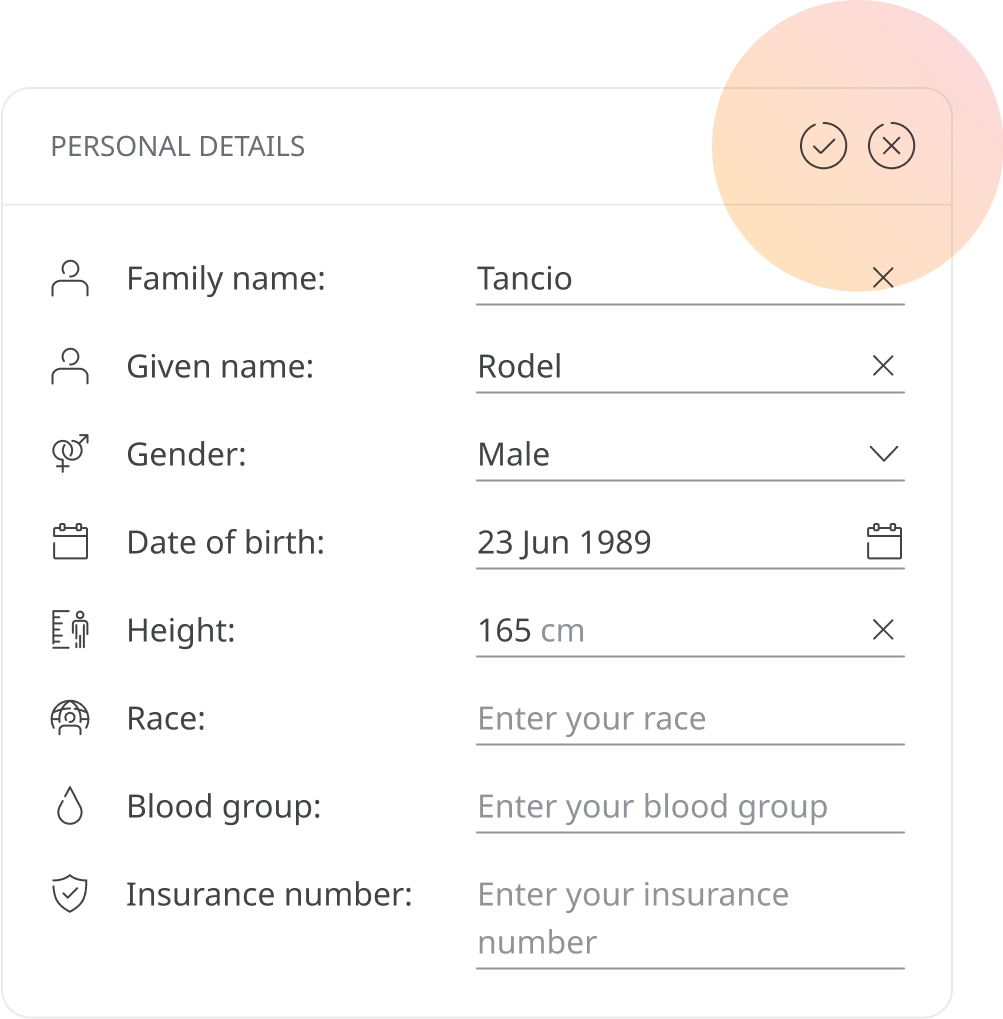 PERSONAL DETAILS
Family name: Tancio
Given name: Rodel
Gender: Male
Date of birth: 23 Jun 1989
Height: 165 cm
Race: Enter your race
Blood group: Enter your blood group
Insurance number: Enter your insurance
number